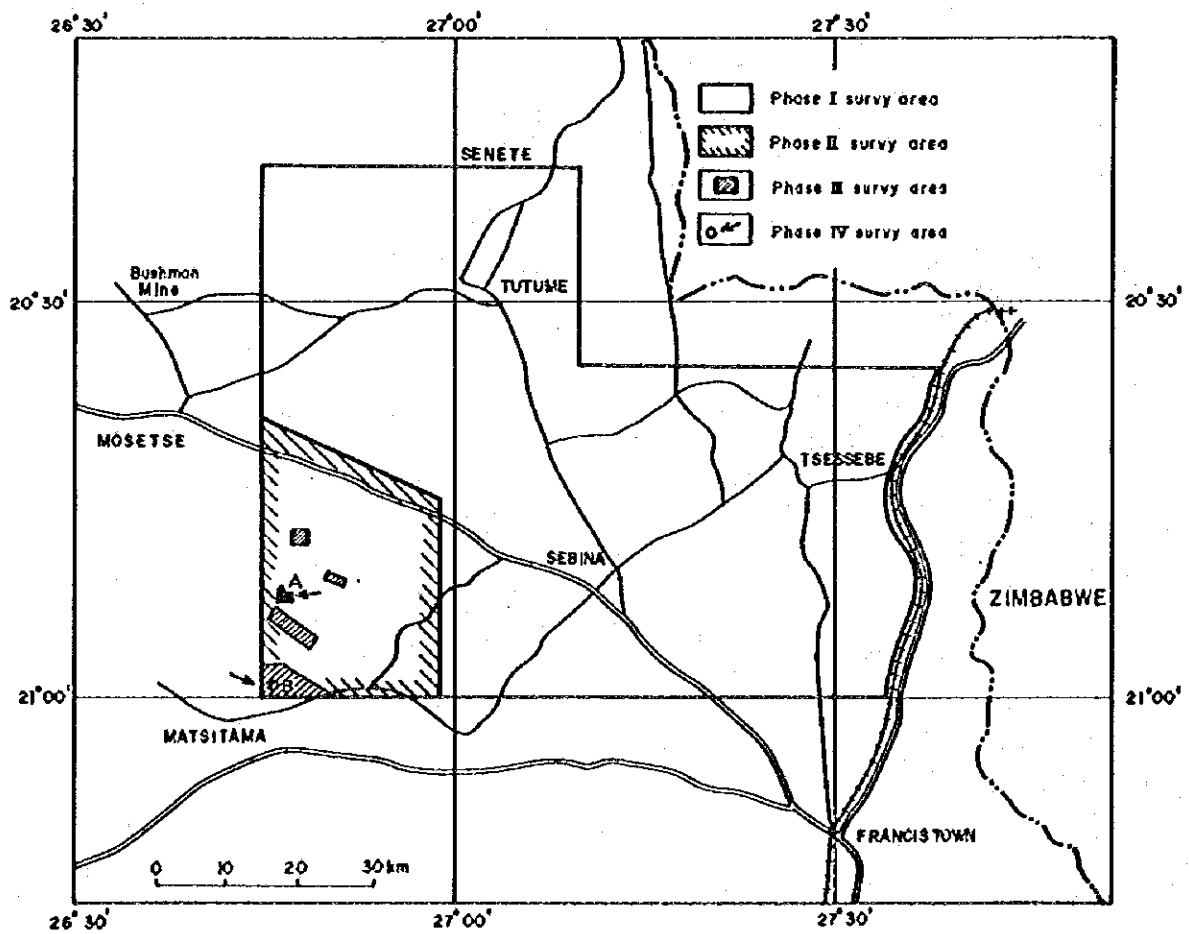 26°30'
27°00'
27°30'
Phase I survy area
Phase II survy area
Phase III survy area
Phase IV survy area
SENETE
Bushman
Mine
TUTUME
20°30'
20°30'
MOSETSE
TSESSEBE
SEBINA
A
ZIMBABWE
B
21°00'
21°00'
MATSITAMA
FRANCISTOWN
0 10 20 30km
26°30'
27°00'
27°30'